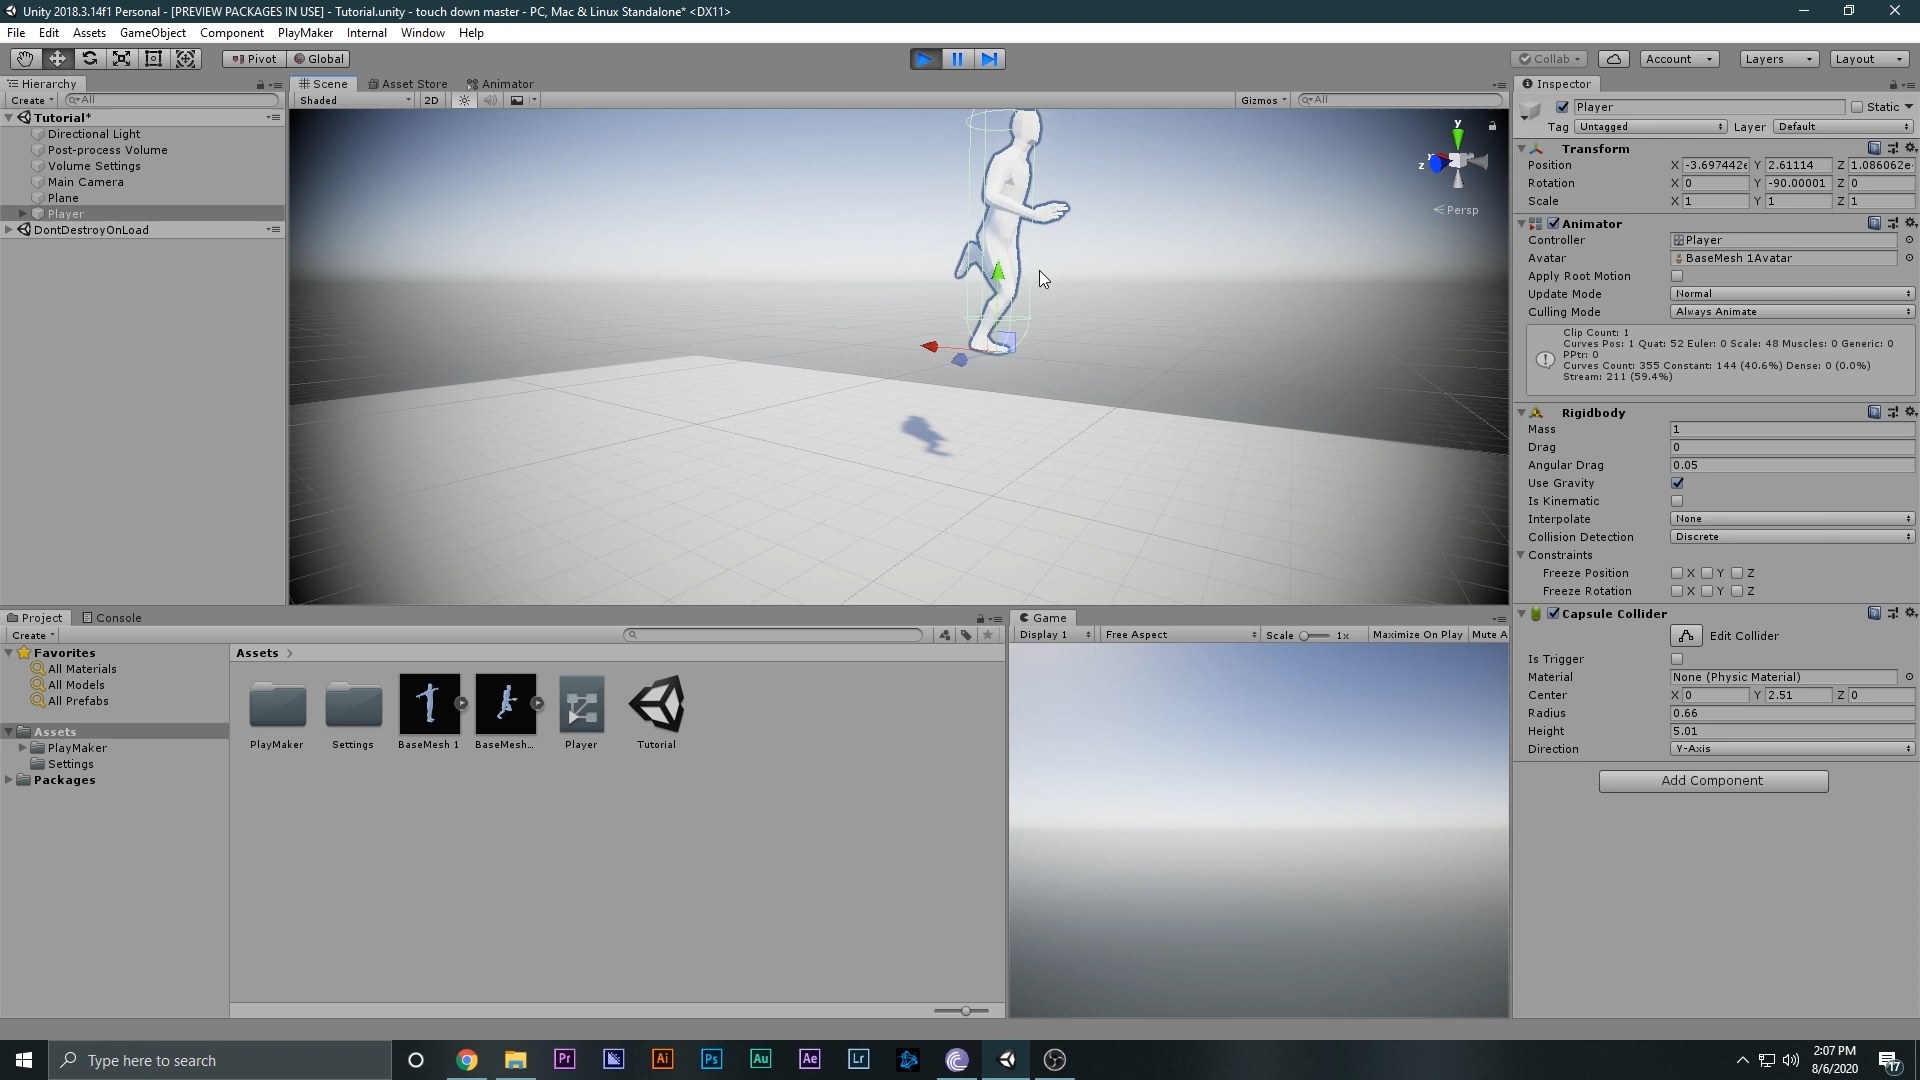 Unity 2018.3.14f1 Personal - [PREVIEW PACKAGES IN USE] - Tutorial.unity - touch down master - PC, Mac & Linux Standalone* <DX11>
File Edit Assets GameObject Component PlayMaker Internal Window Help
Pivot Global
Collab Account Layers Layout
Hierarchy
Create All
Tutorial*
Directional Light
Post-process Volume
Volume Settings
Main Camera
Plane
Player
DontDestroyOnLoad
Scene Asset Store Animator
Shaded 2D Gizmos All
y
z
Persp
Inspector
Player Static
Tag Untagged Layer Default
Transform
Position X -3.697442e Y 2.61114 Z 1.086062e-
Rotation X 0 Y -90.00001 Z 0
Scale X 1 Y 1 Z 1
Animator
Controller Player
Avatar BaseMesh 1Avatar
Apply Root Motion
Update Mode Normal
Culling Mode Always Animate
Clip Count: 1
Curves Pos: 1 Quat: 52 Euler: 0 Scale: 48 Muscles: 0 Generic: 0
PPtr: 0
Curves Count: 355 Constant: 144 (40.6%) Dense: 0 (0.0%)
Stream: 211 (59.4%)
Rigidbody
Mass 1
Drag 0
Angular Drag 0.05
Use Gravity
Is Kinematic
Interpolate None
Collision Detection Discrete
Constraints
Freeze Position X Y Z
Freeze Rotation X Y Z
Capsule Collider
Edit Collider
Is Trigger
Material None (Physic Material)
Center X 0 Y 2.51 Z 0
Radius 0.66
Height 5.01
Direction Y-Axis
Add Component
Project Console
Create
Favorites
All Materials
All Models
All Prefabs
Assets
PlayMaker
Settings
Packages
Assets
PlayMaker Settings BaseMesh 1 BaseMesh... Player Tutorial
Game
Display 1 Free Aspect Scale 1x Maximize On Play Mute A
Type here to search
Pr Ai Ps Au Ae Lr
2:07 PM
8/6/2020
17